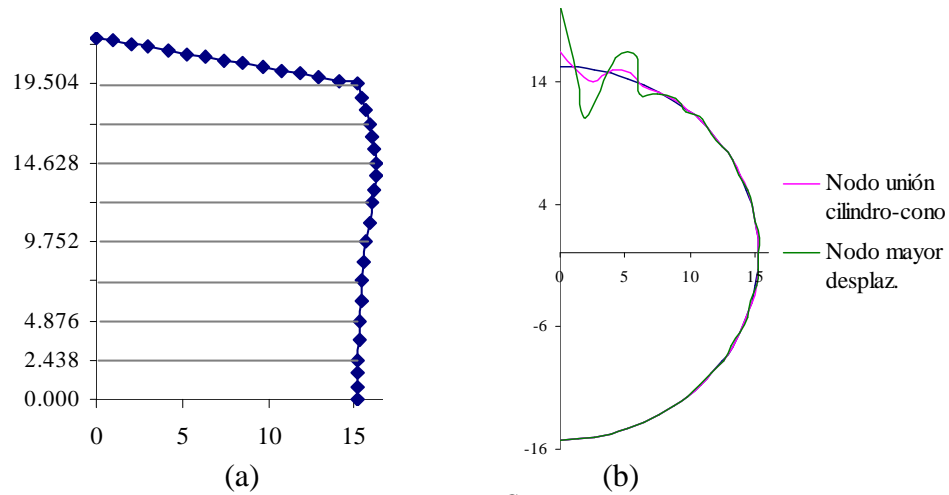 19.504
14.628
9.752
4.876
2.438
0.000
0 5 10 15
(a)
14
4
-6
-16
0 5 10 15
Nodo unión
cilindro-cono
Nodo mayor
desplaz.
(b)